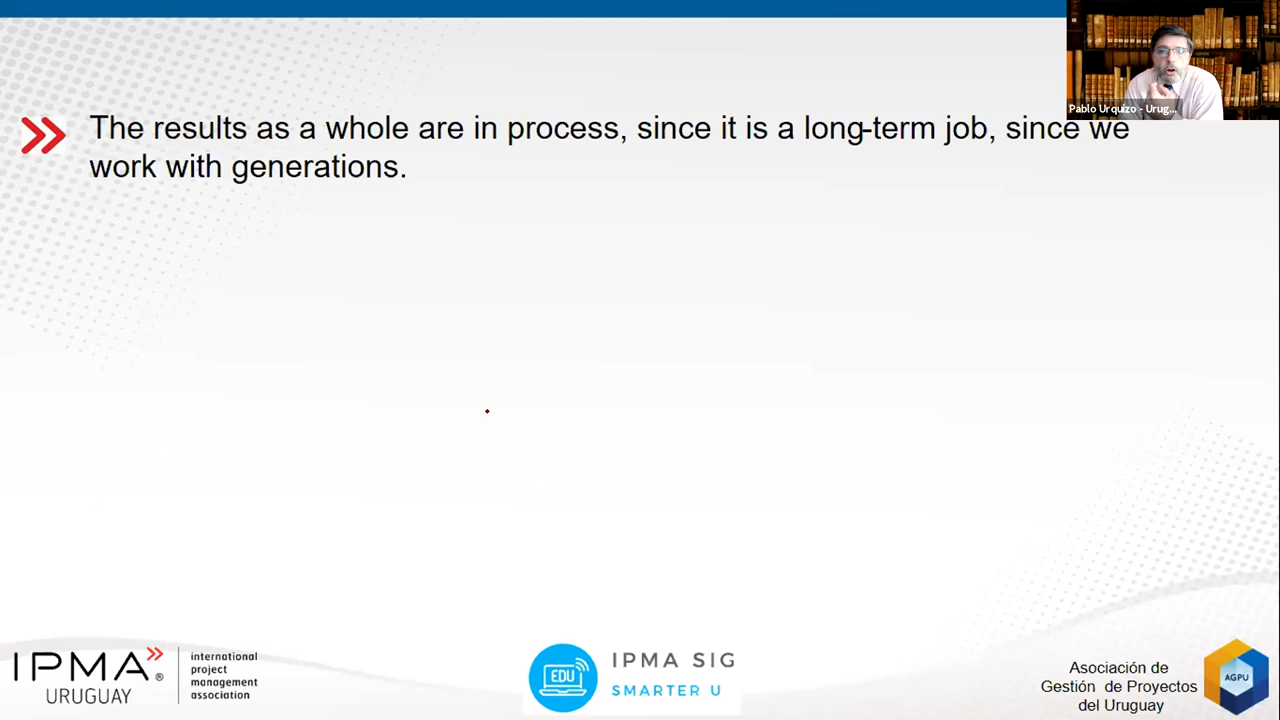 Pablo Urquizo - Urug...
The results as a whole are in process, since it is a long-term job, since we
work with generations.
IPMA®
URUGUAY
international
project
management
association
EDU
IPMA SIG
SMARTER U
Asociación de
Gestión de Proyectos
del Uruguay
AGPU